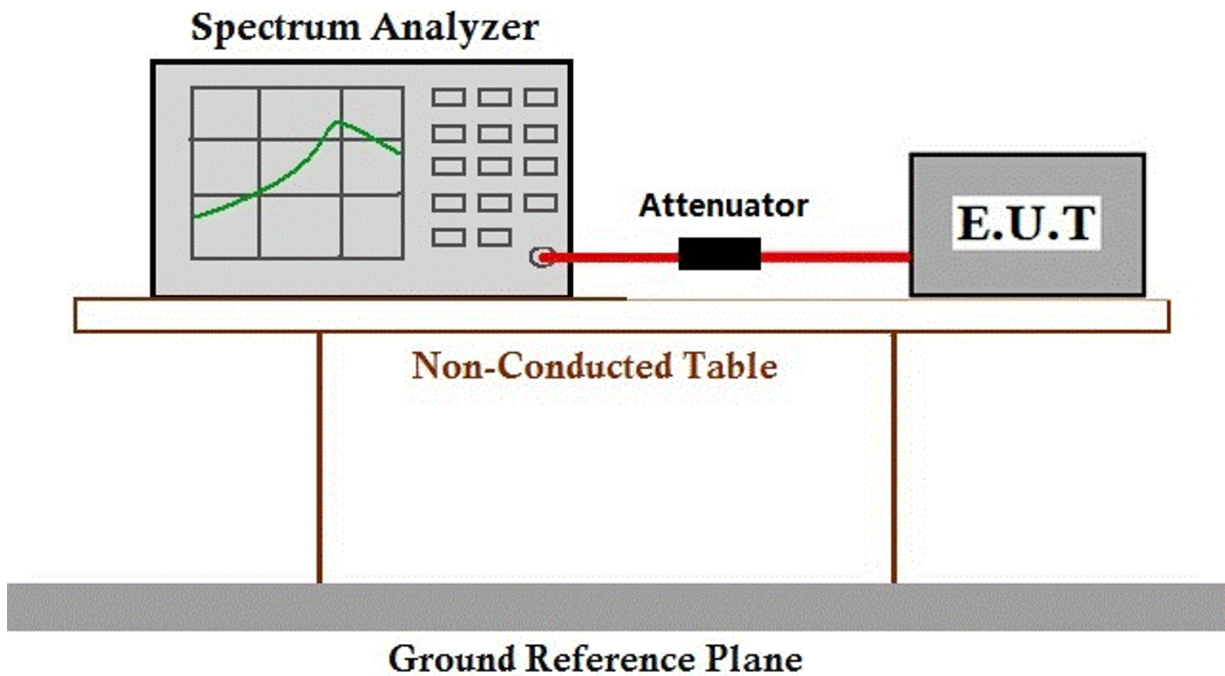 Spectrum Analyzer
Attenuator
E.U.T
Non-Conducted Table
Ground Reference Plane